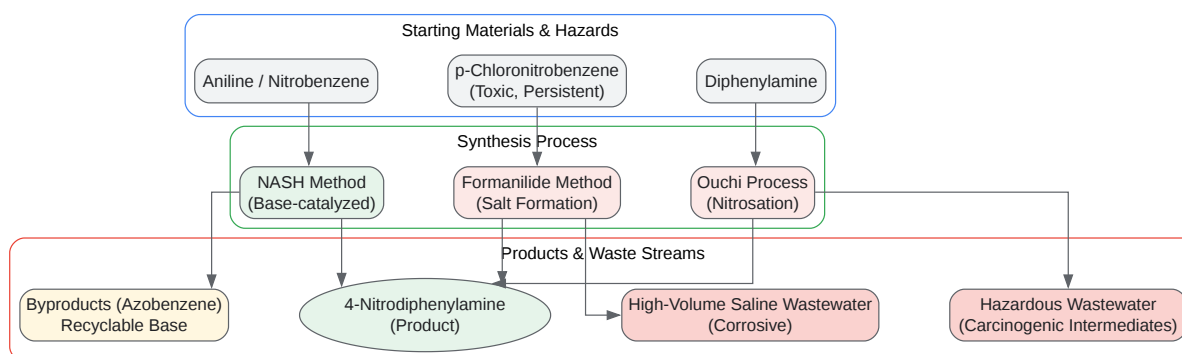 Starting Materials & Hazards
Aniline / Nitrobenzene
p-Chloronitrobenzene
(Toxic, Persistent)
Diphenylamine
Synthesis Process
NASH Method
(Base-catalyzed)
Formanilide Method
(Salt Formation)
Ouchi Process
(Nitrosation)
Products & Waste Streams
Byproducts (Azobenzene)
Recyclable Base
4-Nitrodiphenylamine
(Product)
High-Volume Saline Wastewater
(Corrosive)
Hazardous Wastewater
(Carcinogenic Intermediates)